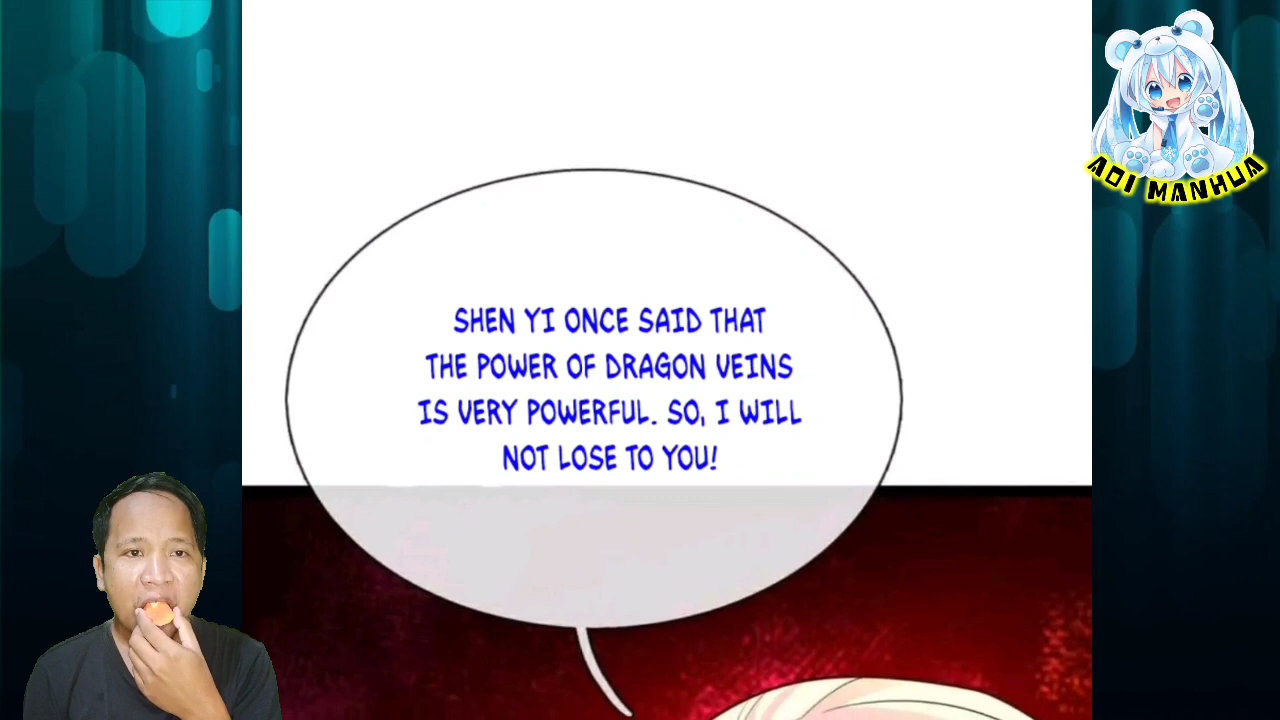 SHEN YI ONCE SAID THAT
THE POWER OF DRAGON VEINS
IS VERY POWERFUL. SO, I WILL
NOT LOSE TO YOU!
AOI MANHUA